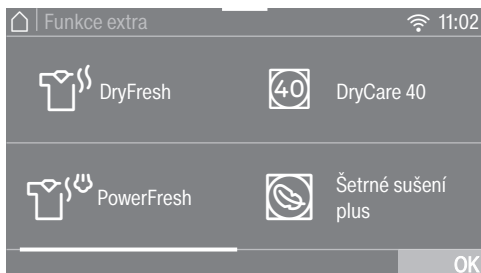 Funkce extra 11:02
DryFresh
40 DryCare 40
PowerFresh
Šetrné sušení
plus
OK